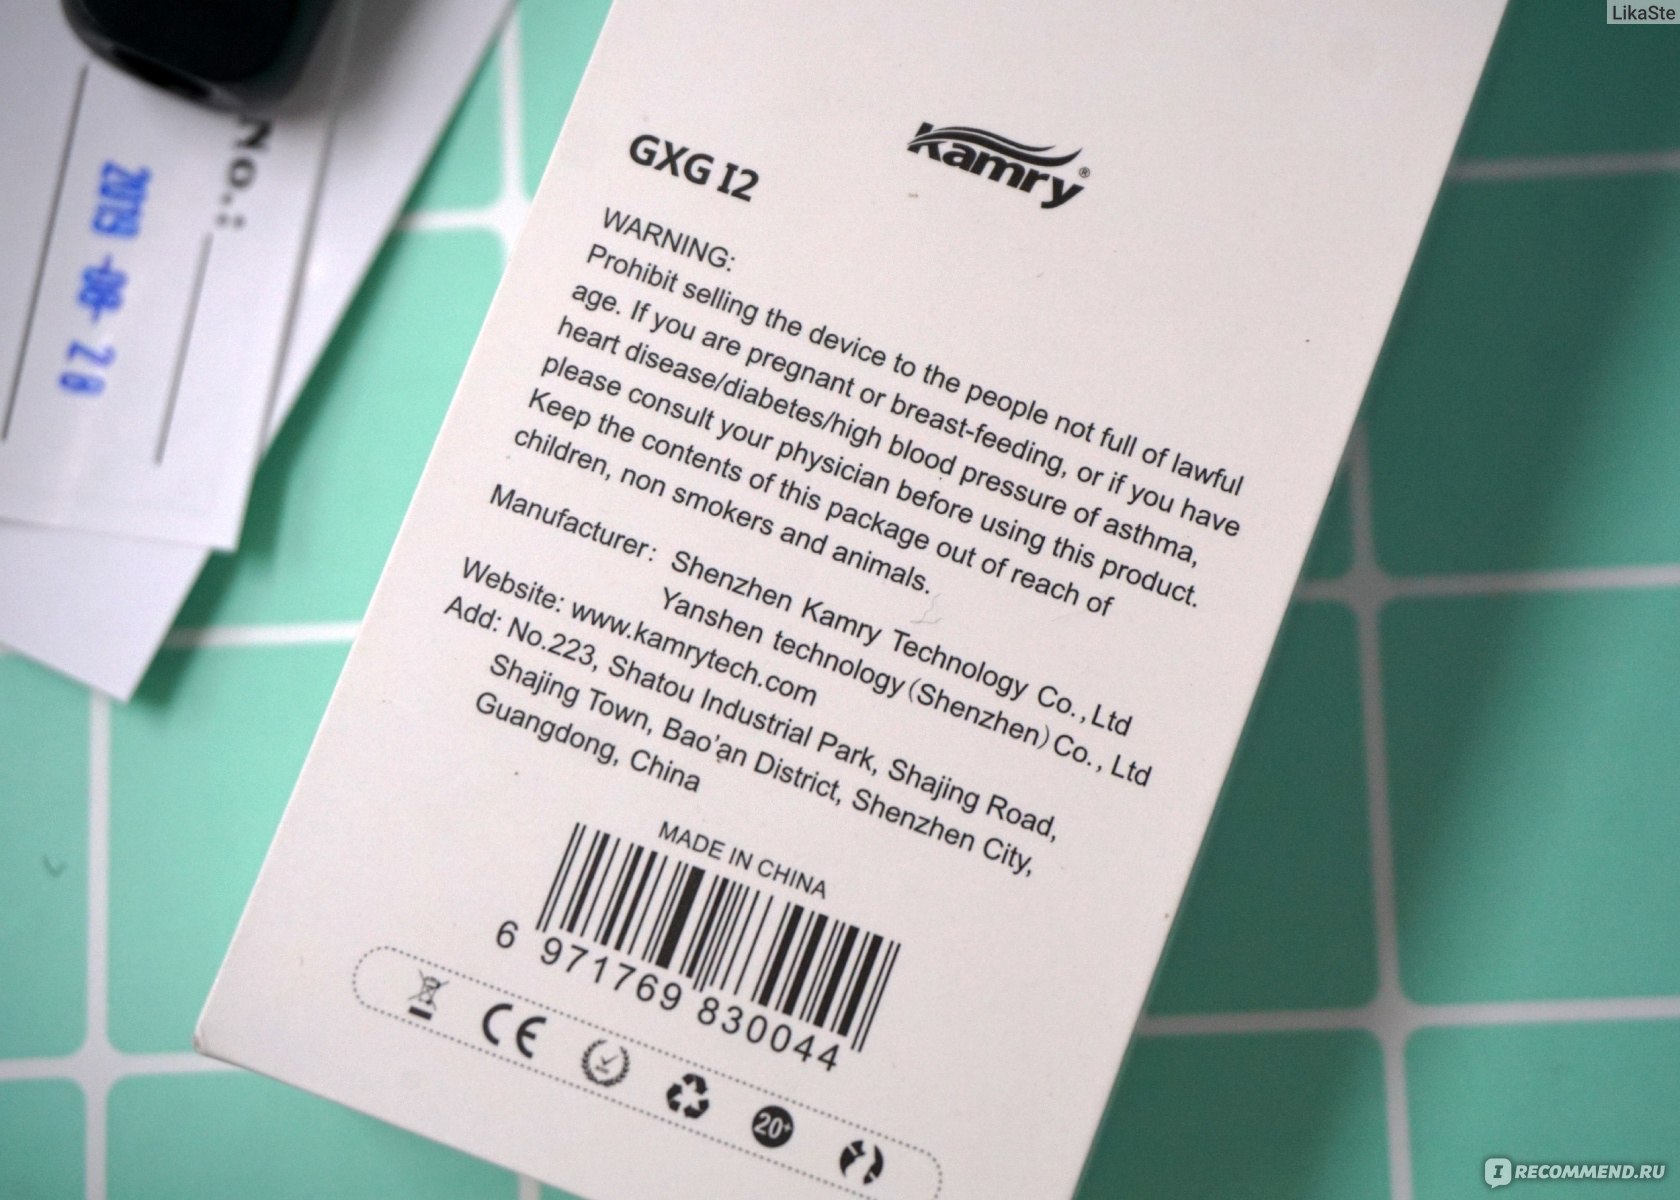 LikaSte
No.:
2019 -08- 20
Kamry®
GXG I2
WARNING:
Prohibit selling the device to the people not full of lawful
age. If you are pregnant or breast-feeding, or if you have
heart disease/diabetes/high blood pressure of asthma,
please consult your physician before using this product.
Keep the contents of this package out of reach of
children, non smokers and animals.
Manufacturer: Shenzhen Kamry Technology Co., Ltd
Yanshen technology (Shenzhen) Co., Ltd
Website: www.kamrytech.com
Add: No.223, Shatou Industrial Park, Shajing Road,
Shajing Town, Bao'an District, Shenzhen City,
Guangdong, China
MADE IN CHINA
6 971769 830044
CE
20+
IRECOMMEND.RU